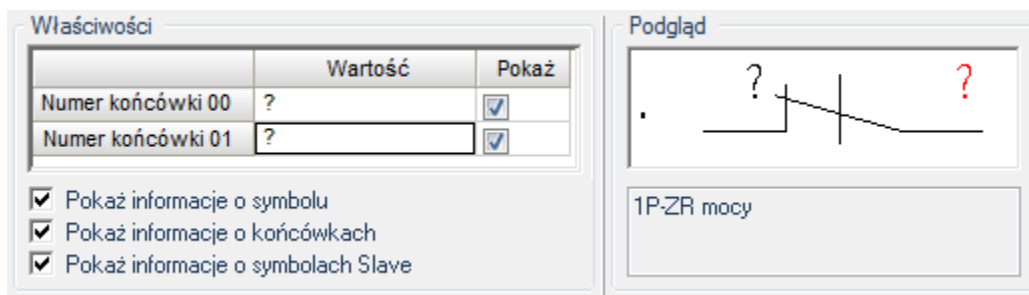 Właściwości
Wartość Pokaż
Numer końcówki 00 ?
Numer końcówki 01 ?
Pokaż informacje o symbolu
Pokaż informacje o końcówkach
Pokaż informacje o symbolach Slave
Podgląd
? ?
1P-ZR mocy